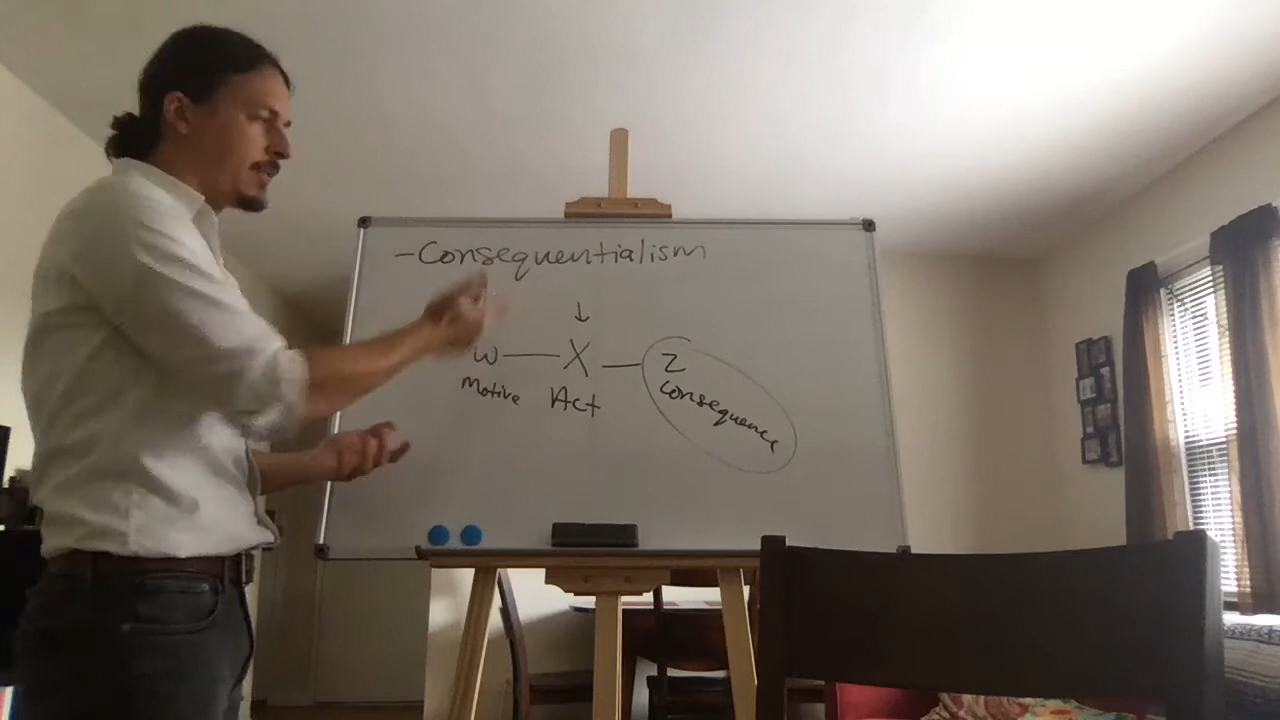 -Consequentialism
↓
W — X — Z
Motive Act Consequence